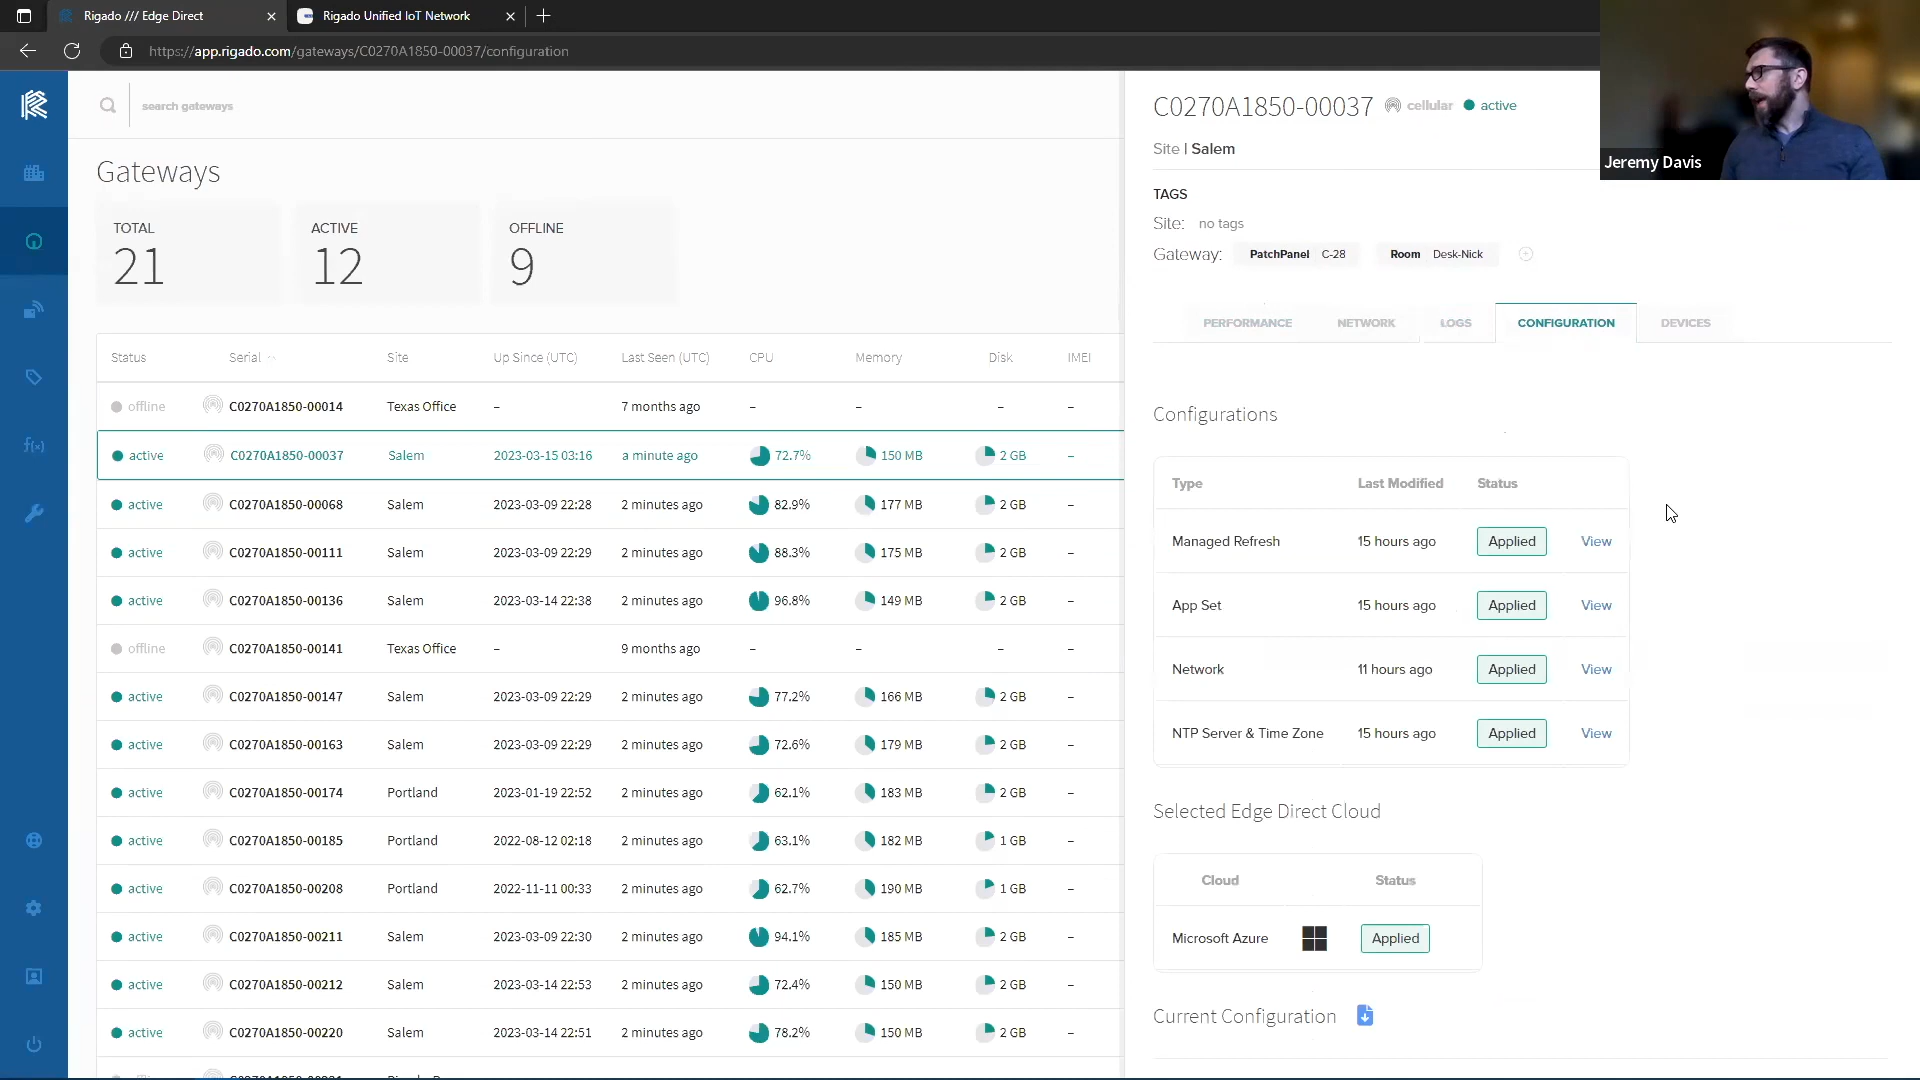 Rigado /// Edge Direct
Rigado Unified IoT Network
https://app.rigado.com/gateways/C0270A1850-00037/configuration
search gateways
Gateways
TOTAL
21
ACTIVE
12
OFFLINE
9
Status Serial Site Up Since (UTC) Last Seen (UTC) CPU Memory Disk IMEI
offline C0270A1850-00014 Texas Office – 7 months ago – – – –
active C0270A1850-00037 Salem 2023-03-15 03:16 a minute ago 72.7% 150 MB 2 GB –
active C0270A1850-00068 Salem 2023-03-09 22:28 2 minutes ago 82.9% 177 MB 2 GB –
active C0270A1850-00111 Salem 2023-03-09 22:29 2 minutes ago 88.3% 175 MB 2 GB –
active C0270A1850-00136 Salem 2023-03-14 22:38 2 minutes ago 96.8% 149 MB 2 GB –
offline C0270A1850-00141 Texas Office – 9 months ago – – – –
active C0270A1850-00147 Salem 2023-03-09 22:29 2 minutes ago 77.2% 166 MB 2 GB –
active C0270A1850-00163 Salem 2023-03-09 22:29 2 minutes ago 72.6% 179 MB 2 GB –
active C0270A1850-00174 Portland 2023-01-19 22:52 2 minutes ago 62.1% 183 MB 2 GB –
active C0270A1850-00185 Portland 2022-08-12 02:18 2 minutes ago 63.1% 182 MB 1 GB –
active C0270A1850-00208 Portland 2022-11-11 00:33 2 minutes ago 62.7% 190 MB 1 GB –
active C0270A1850-00211 Salem 2023-03-09 22:30 2 minutes ago 94.1% 185 MB 2 GB –
active C0270A1850-00212 Salem 2023-03-14 22:53 2 minutes ago 72.4% 150 MB 2 GB –
active C0270A1850-00220 Salem 2023-03-14 22:51 2 minutes ago 78.2% 150 MB 2 GB –
f(x)
C0270A1850-00037 cellular active
Site | Salem
TAGS
Site: no tags
Gateway: PatchPanel C-28 Room Desk-Nick
PERFORMANCE NETWORK LOGS CONFIGURATION DEVICES
Configurations
Type Last Modified Status
Managed Refresh 15 hours ago Applied View
App Set 15 hours ago Applied View
Network 11 hours ago Applied View
NTP Server & Time Zone 15 hours ago Applied View
Selected Edge Direct Cloud
Cloud Status
Microsoft Azure Applied
Current Configuration
Jeremy Davis